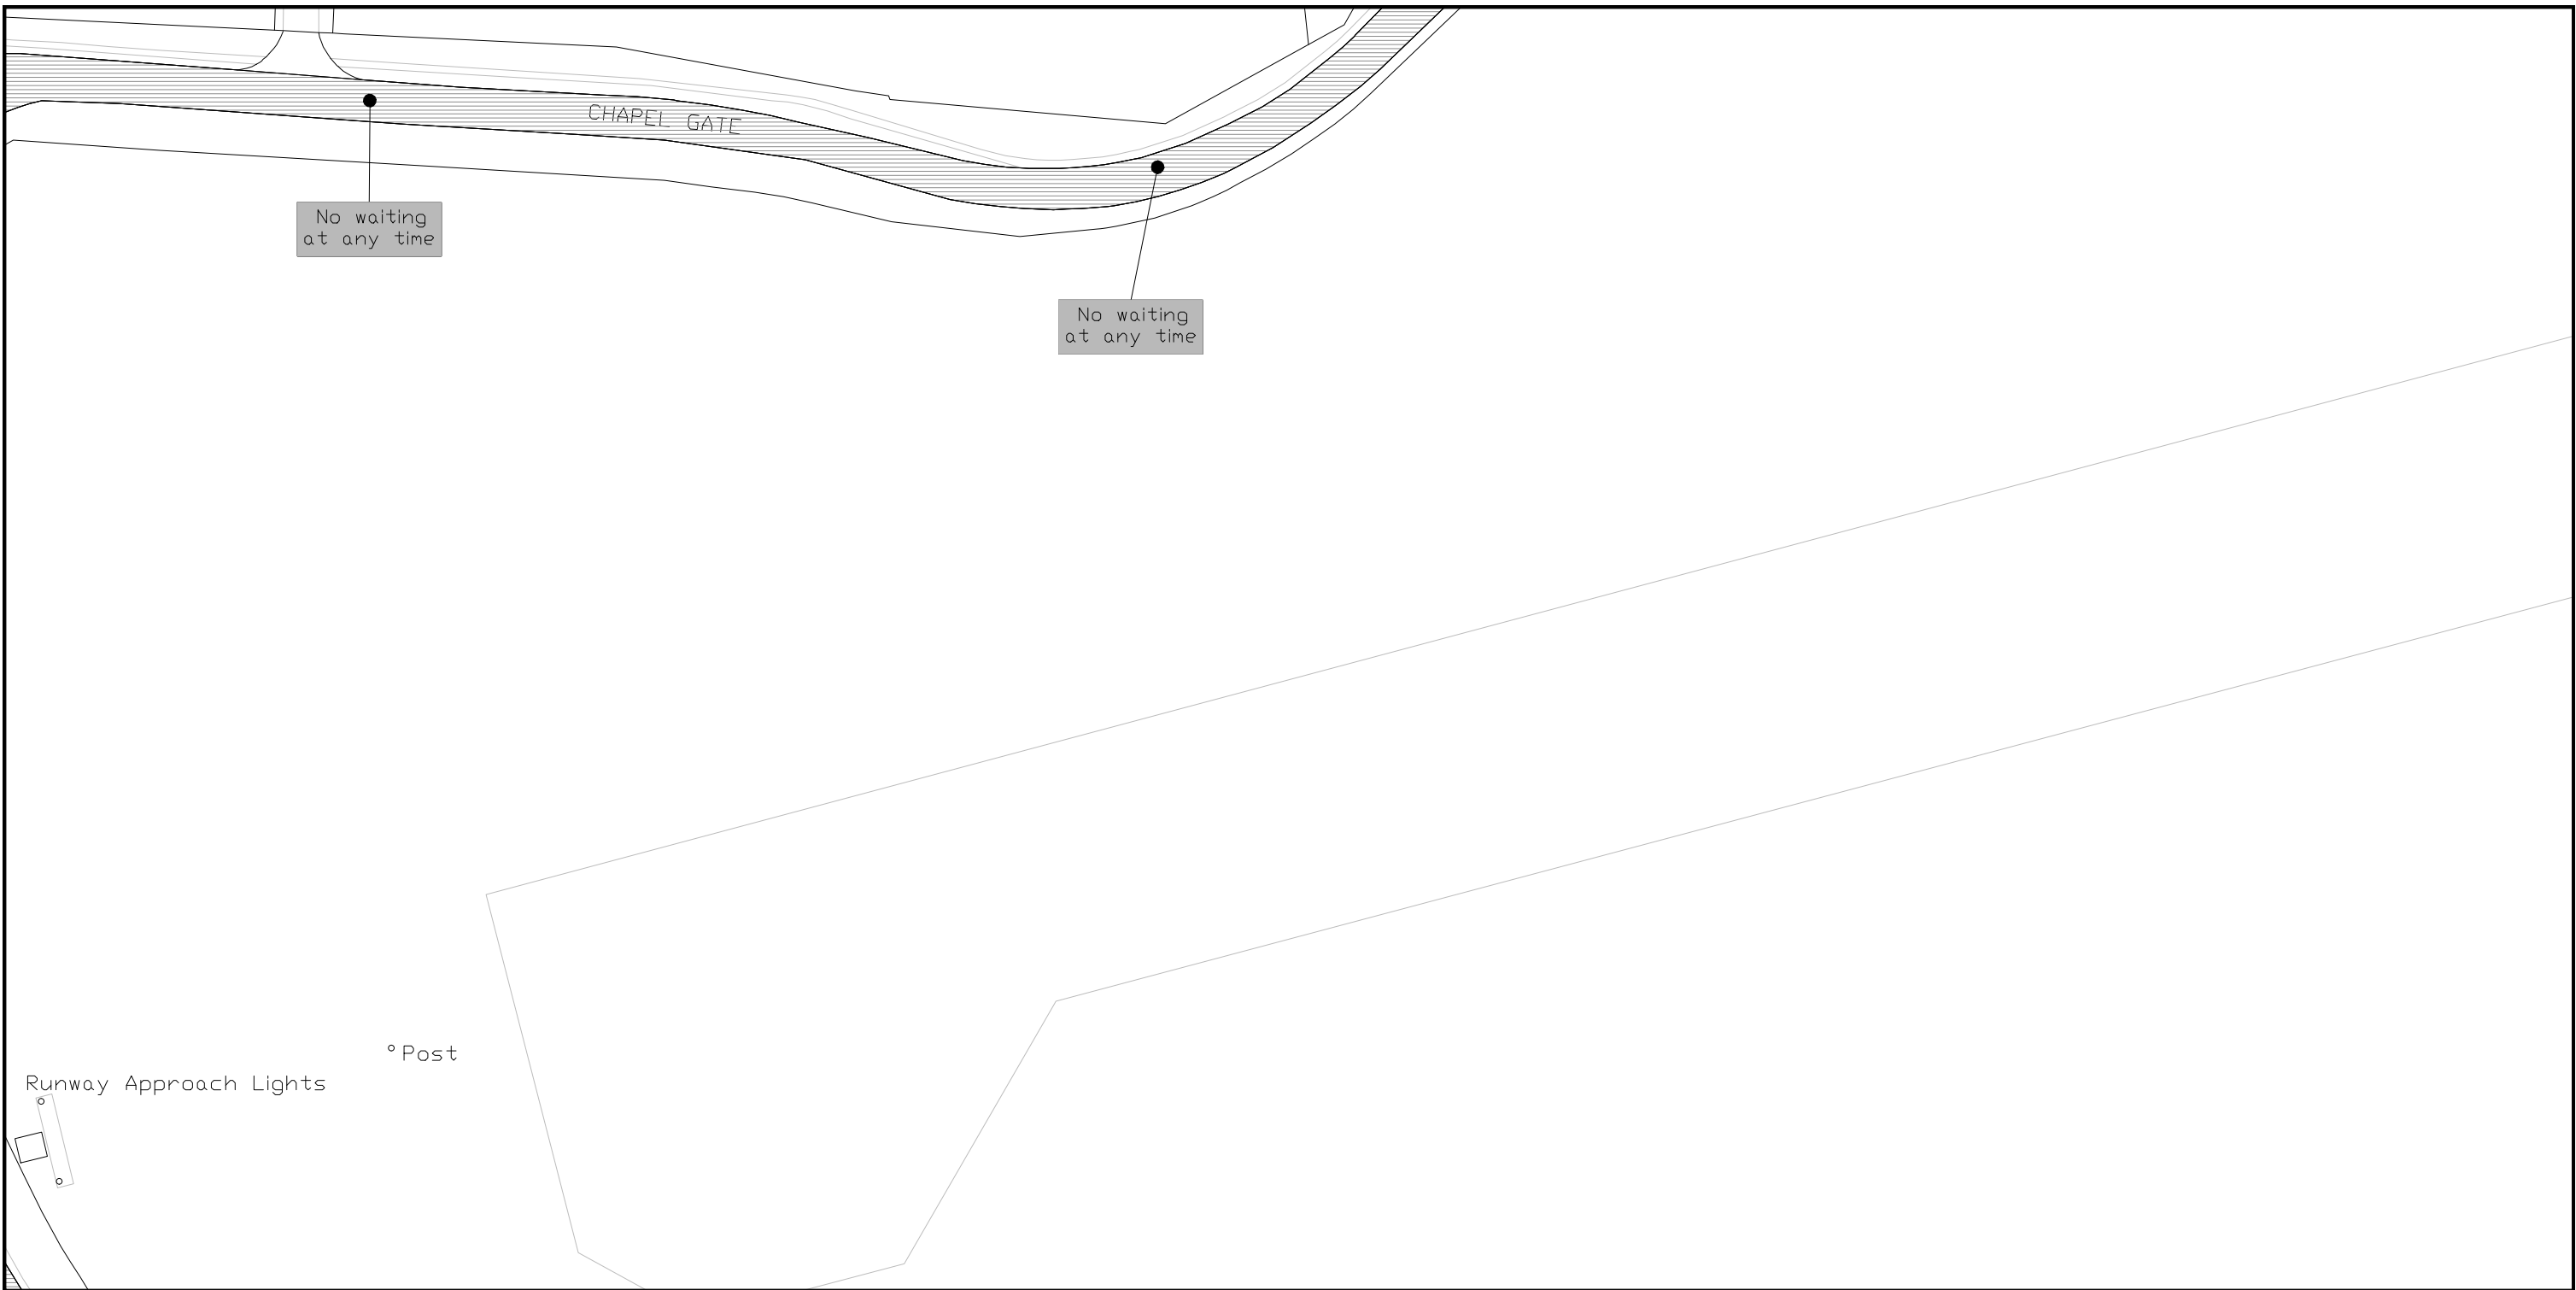 CHAPEL GATE
No waiting
at any time
No waiting
at any time
Post
Runway Approach Lights